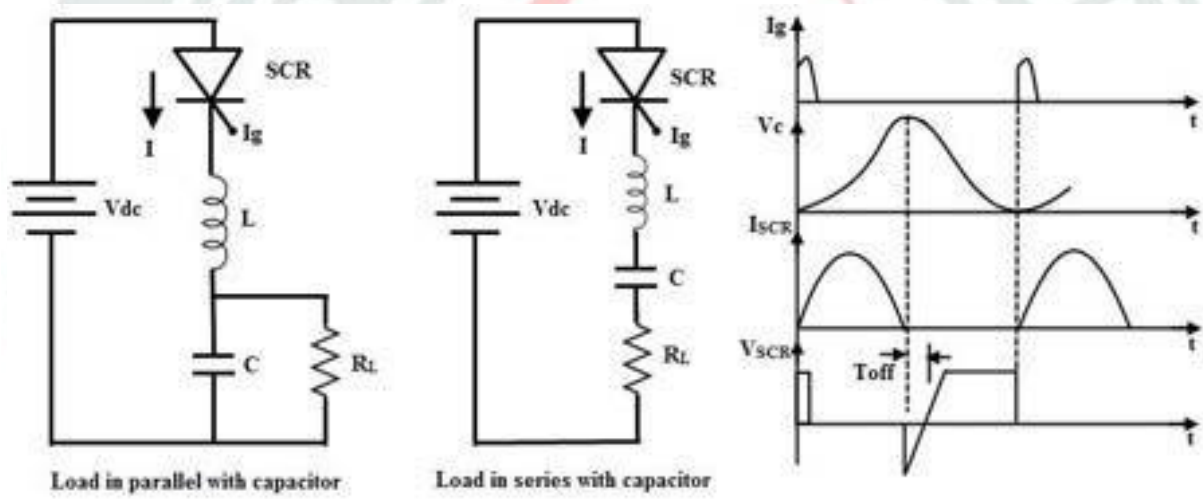 SCR
I
Ig
Vdc
L
C
RL
Load in parallel with capacitor
SCR
I
Ig
Vdc
L
C
RL
Load in series with capacitor
Ig
t
Vc
t
ISCR
t
VSCR
Toff
t